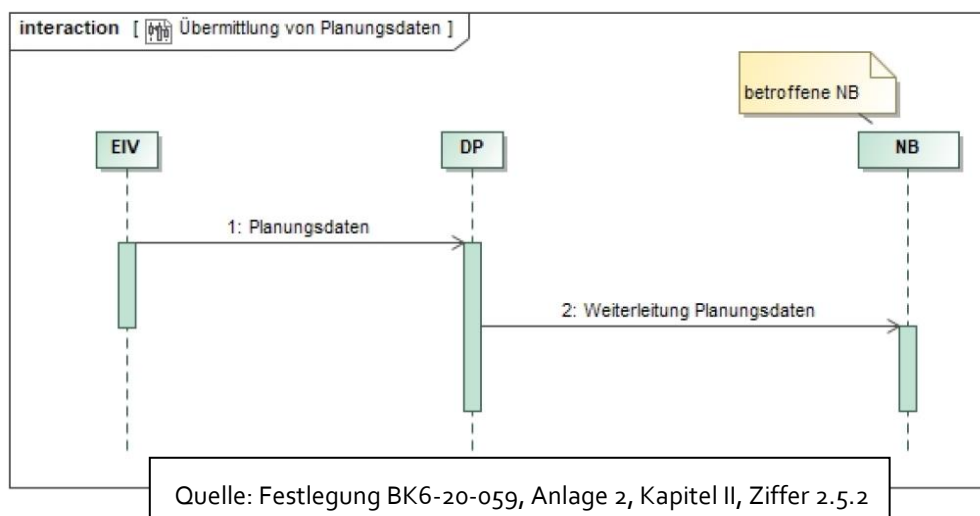 interaction [ Übermittlung von Planungsdaten ]
betroffene NB
EIV
DP
NB
1: Planungsdaten
2: Weiterleitung Planungsdaten
Quelle: Festlegung BK6-20-059, Anlage 2, Kapitel II, Ziffer 2.5.2